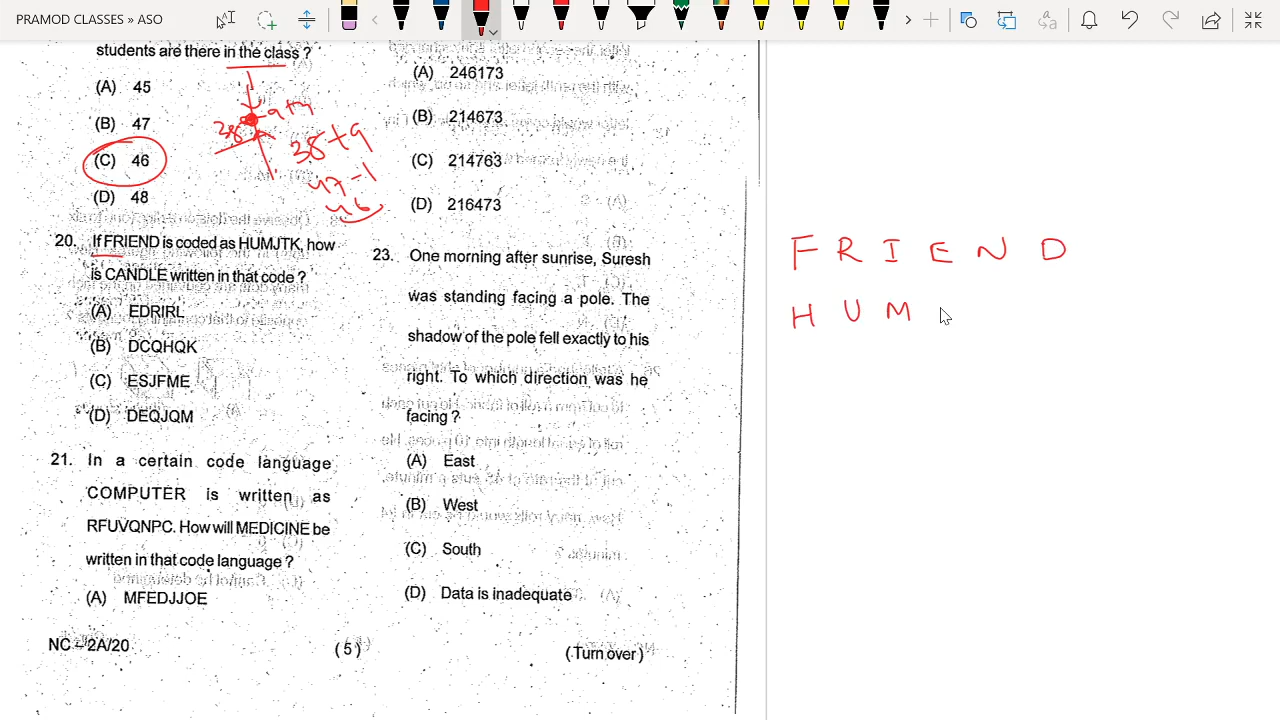 PRAMOD CLASSES » ASO
students are there in the class ?
(A) 45
(B) 47
(C) 46
(D) 48
38
9th
38+9
47-1
46
20. If FRIEND is coded as HUMJTK, how
is CANDLE written in that code ?
(A) EDRIRL
(B) DCQHQK
(C) ESJFME
(D) DEQJQM
21. In a certain code language
COMPUTER is written as
RFUVQNPC. How will MEDICINE be
written in that code language ?
(A) MFEDJJOE
NC – 2A/20
(A) 246173
(B) 214673
(C) 214763
(D) 216473
23. One morning after sunrise, Suresh
was standing facing a pole. The
shadow of the pole fell exactly to his
right. To which direction was he
facing ?
(A) East
(B) West
(C) South
(D) Data is inadequate
( 5 )
( Turn over )
F R I E N D
H U M